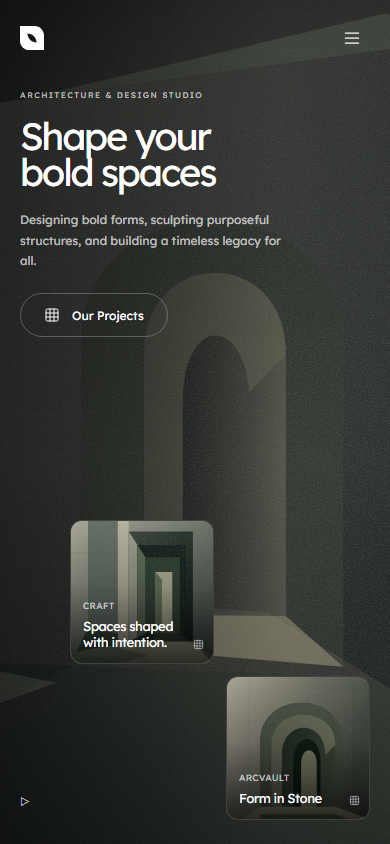 ARCHITECTURE & DESIGN STUDIO
Shape your
bold spaces
Designing bold forms, sculpting purposeful
structures, and building a timeless legacy for
all.
Our Projects
CRAFT
Spaces shaped
with intention.
ARCVAULT
Form in Stone